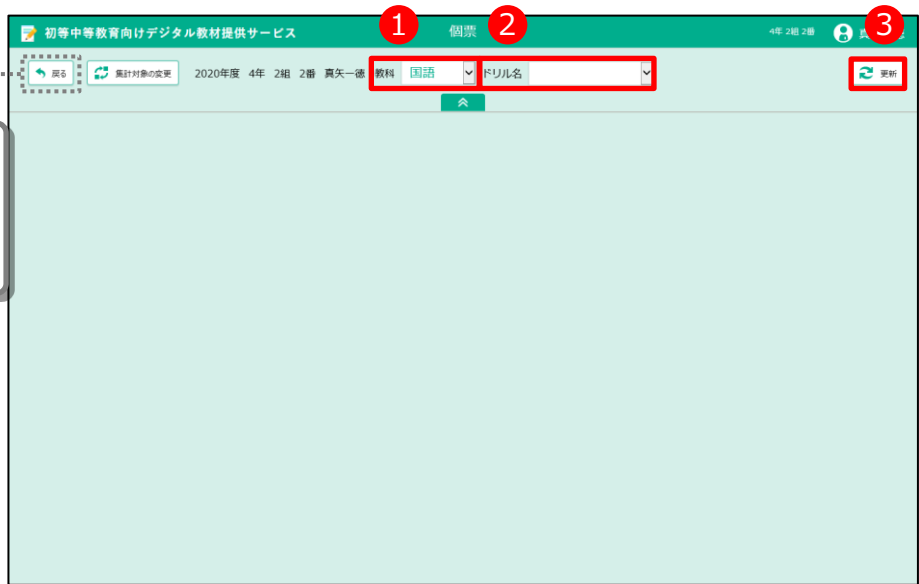 1 2 3
初等中等教育向けデジタル教材提供サービス 個票 4年 2組 2番
戻る 集計対象の変更 2020年度 4年 2組 2番 真矢一徳 教科 国語 ドリル名 更新